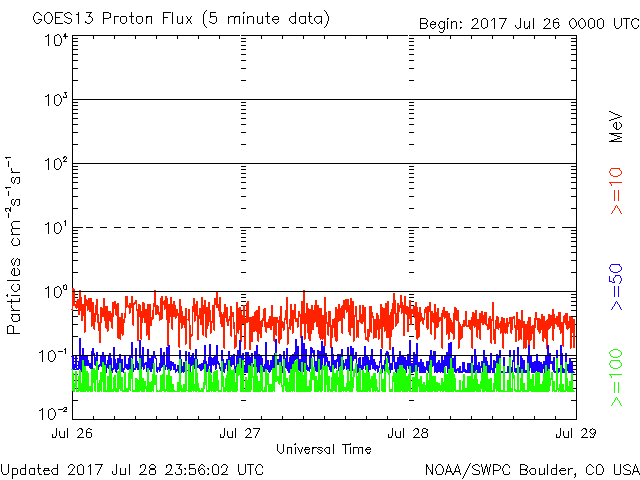 GOES13 Proton Flux (5 minute data)
Begin: 2017 Jul 26 0000 UTC
10⁴
10³
10²
10¹
10⁰
10⁻¹
10⁻²
Particles cm⁻²s⁻¹sr⁻¹
MeV
>=10
>=50
>=100
Jul 26
Jul 27
Jul 28
Jul 29
Universal Time
Updated 2017 Jul 28 23:56:02 UTC
NOAA/SWPC Boulder, CO USA